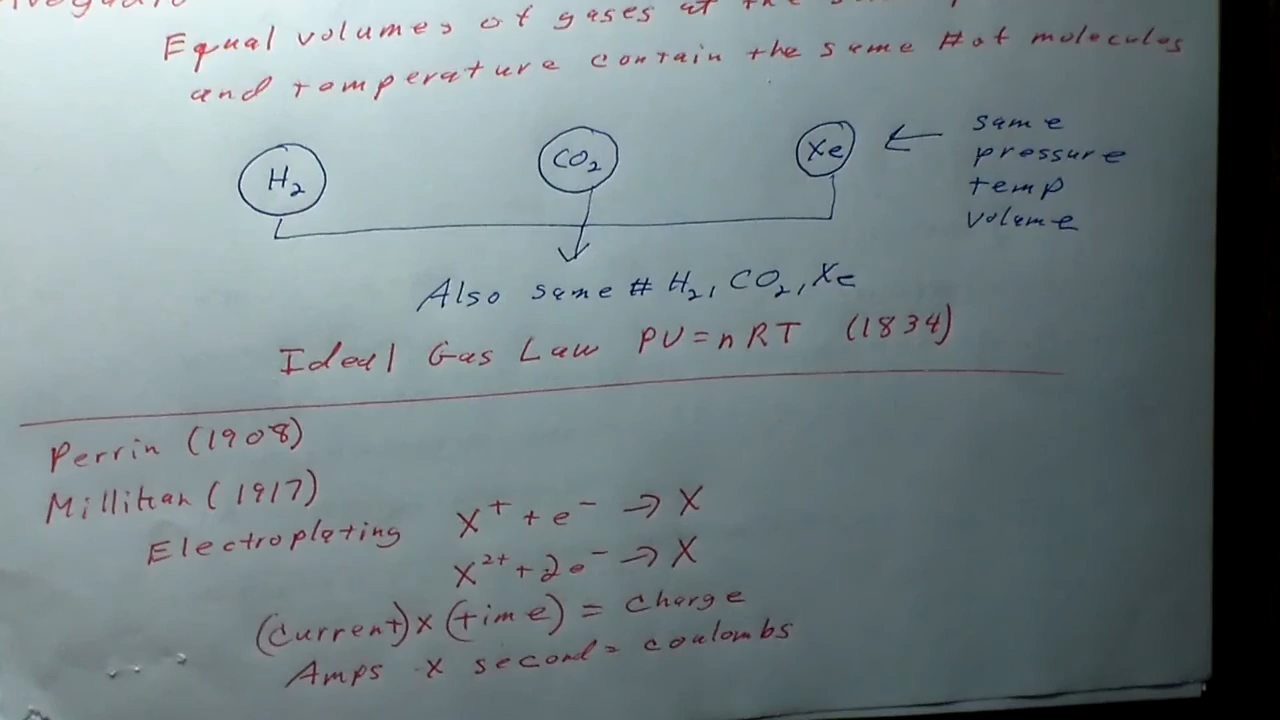 Equal volumes of gases at the
and temperature contain the same # of molecules
H₂
CO₂
Xe
same
pressure
temp
volume
Also same # H₂, CO₂, Xe
Ideal Gas Law PV=nRT (1834)
Perrin (1908)
Millikan (1917)
Electroplating X⁺ + e⁻ → X
X²⁺ + 2e⁻ → X
(Current) x (time) = charge
Amps x second = coulombs